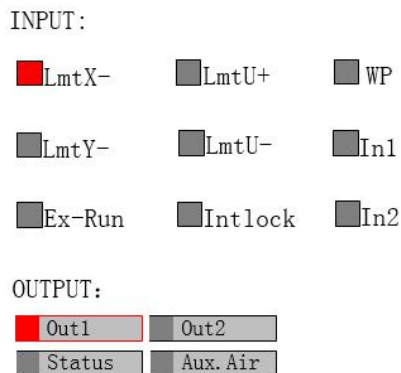 INPUT:
LmtX- LmtU+ WP
LmtY- LmtU- In1
Ex-Run Intlock In2
OUTPUT:
Out1 Out2
Status Aux.Air